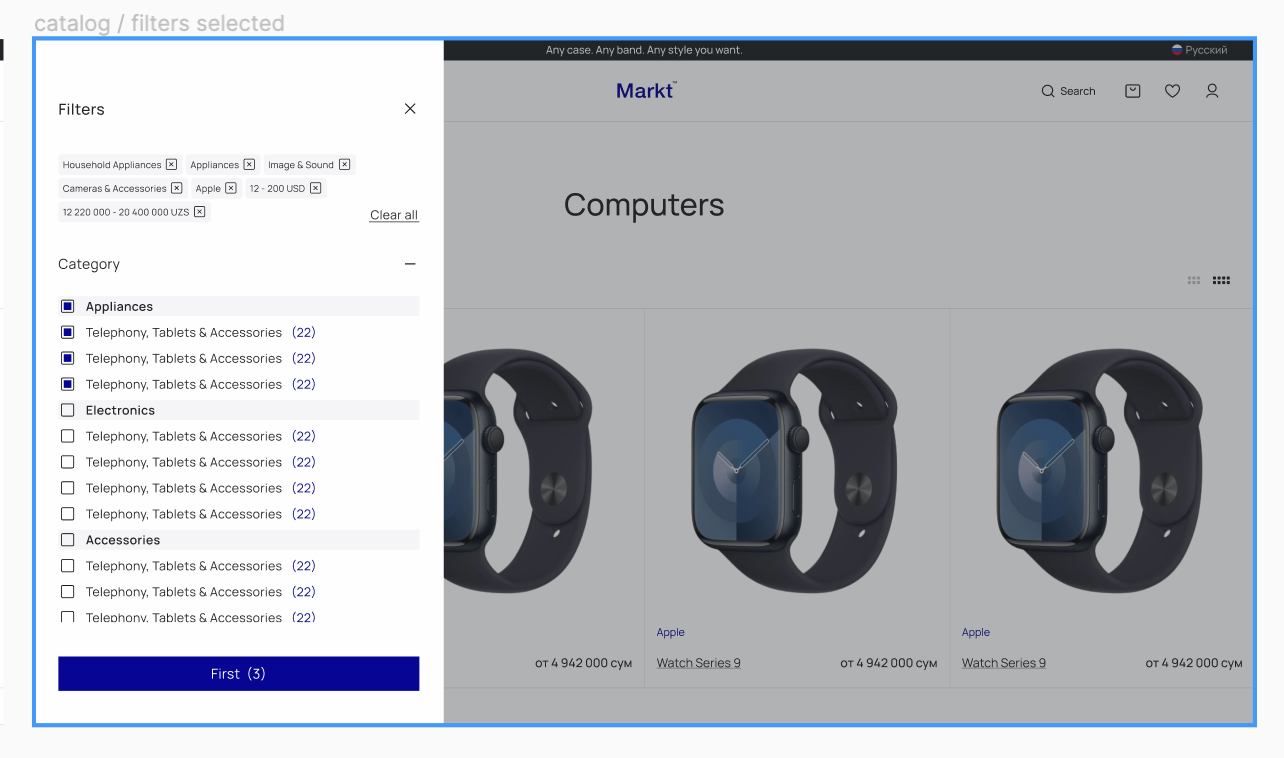 catalog / filters selected
Any case. Any band. Any style you want.
Русский
Markt™
Search
Filters
Household Appliances
Appliances
Image & Sound
Cameras & Accessories
Apple
12 - 200 USD
12 220 000 - 20 400 000 UZS
Clear all
Computers
Category
Appliances
Telephony, Tablets & Accessories (22)
Telephony, Tablets & Accessories (22)
Telephony, Tablets & Accessories (22)
Electronics
Telephony, Tablets & Accessories (22)
Telephony, Tablets & Accessories (22)
Telephony, Tablets & Accessories (22)
Telephony, Tablets & Accessories (22)
Accessories
Telephony, Tablets & Accessories (22)
Telephony, Tablets & Accessories (22)
Telephony, Tablets & Accessories (22)
First (3)
от 4 942 000 сум
Apple
Watch Series 9
от 4 942 000 сум
Apple
Watch Series 9
от 4 942 000 сум